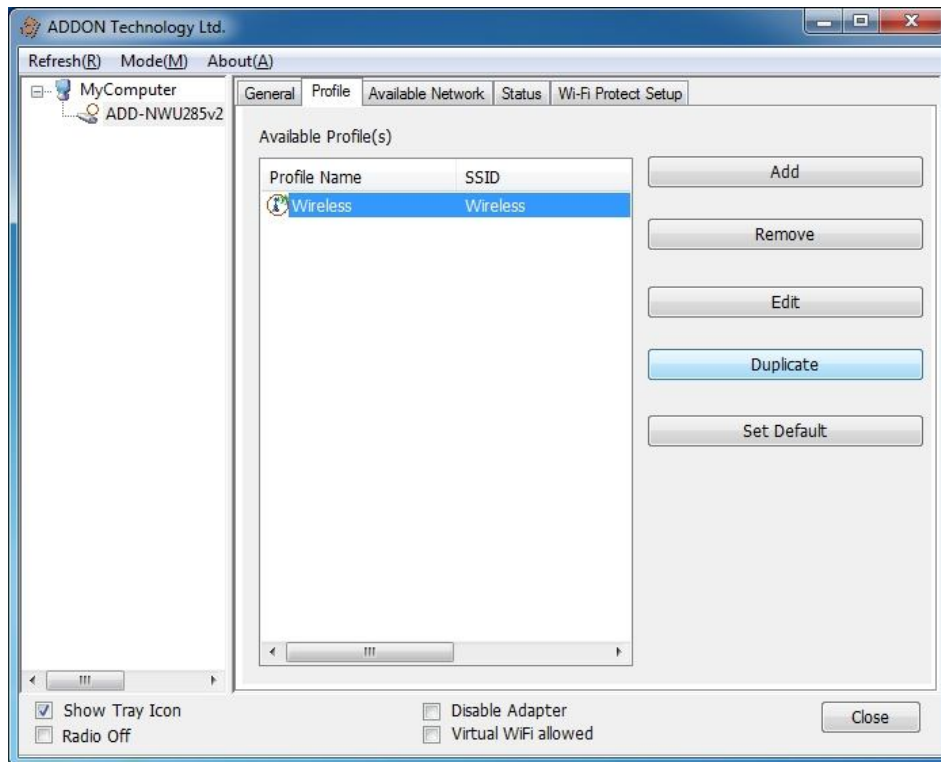 ADDON Technology Ltd.
Refresh(R) Mode(M) About(A)
MyComputer
ADD-NWU285v2
General Profile Available Network Status Wi-Fi Protect Setup
Available Profile(s)
Profile Name SSID
Wireless Wireless
Add
Remove
Edit
Duplicate
Set Default
Show Tray Icon
Radio Off
Disable Adapter
Virtual WiFi allowed
Close